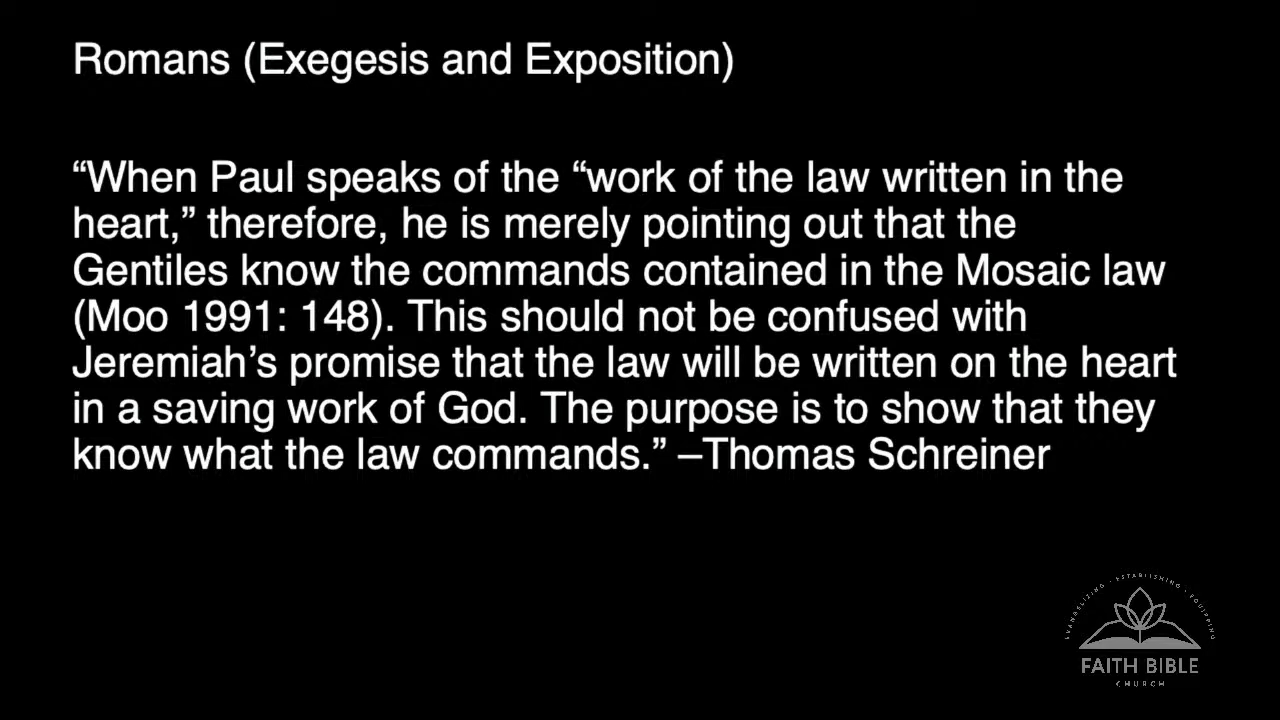 Romans (Exegesis and Exposition)
“When Paul speaks of the “work of the law written in the
heart,” therefore, he is merely pointing out that the
Gentiles know the commands contained in the Mosaic law
(Moo 1991: 148). This should not be confused with
Jeremiah’s promise that the law will be written on the heart
in a saving work of God. The purpose is to show that they
know what the law commands.” –Thomas Schreiner
EVANGELIZING · ESTABLISHING · EQUIPPING
FAITH BIBLE
CHURCH